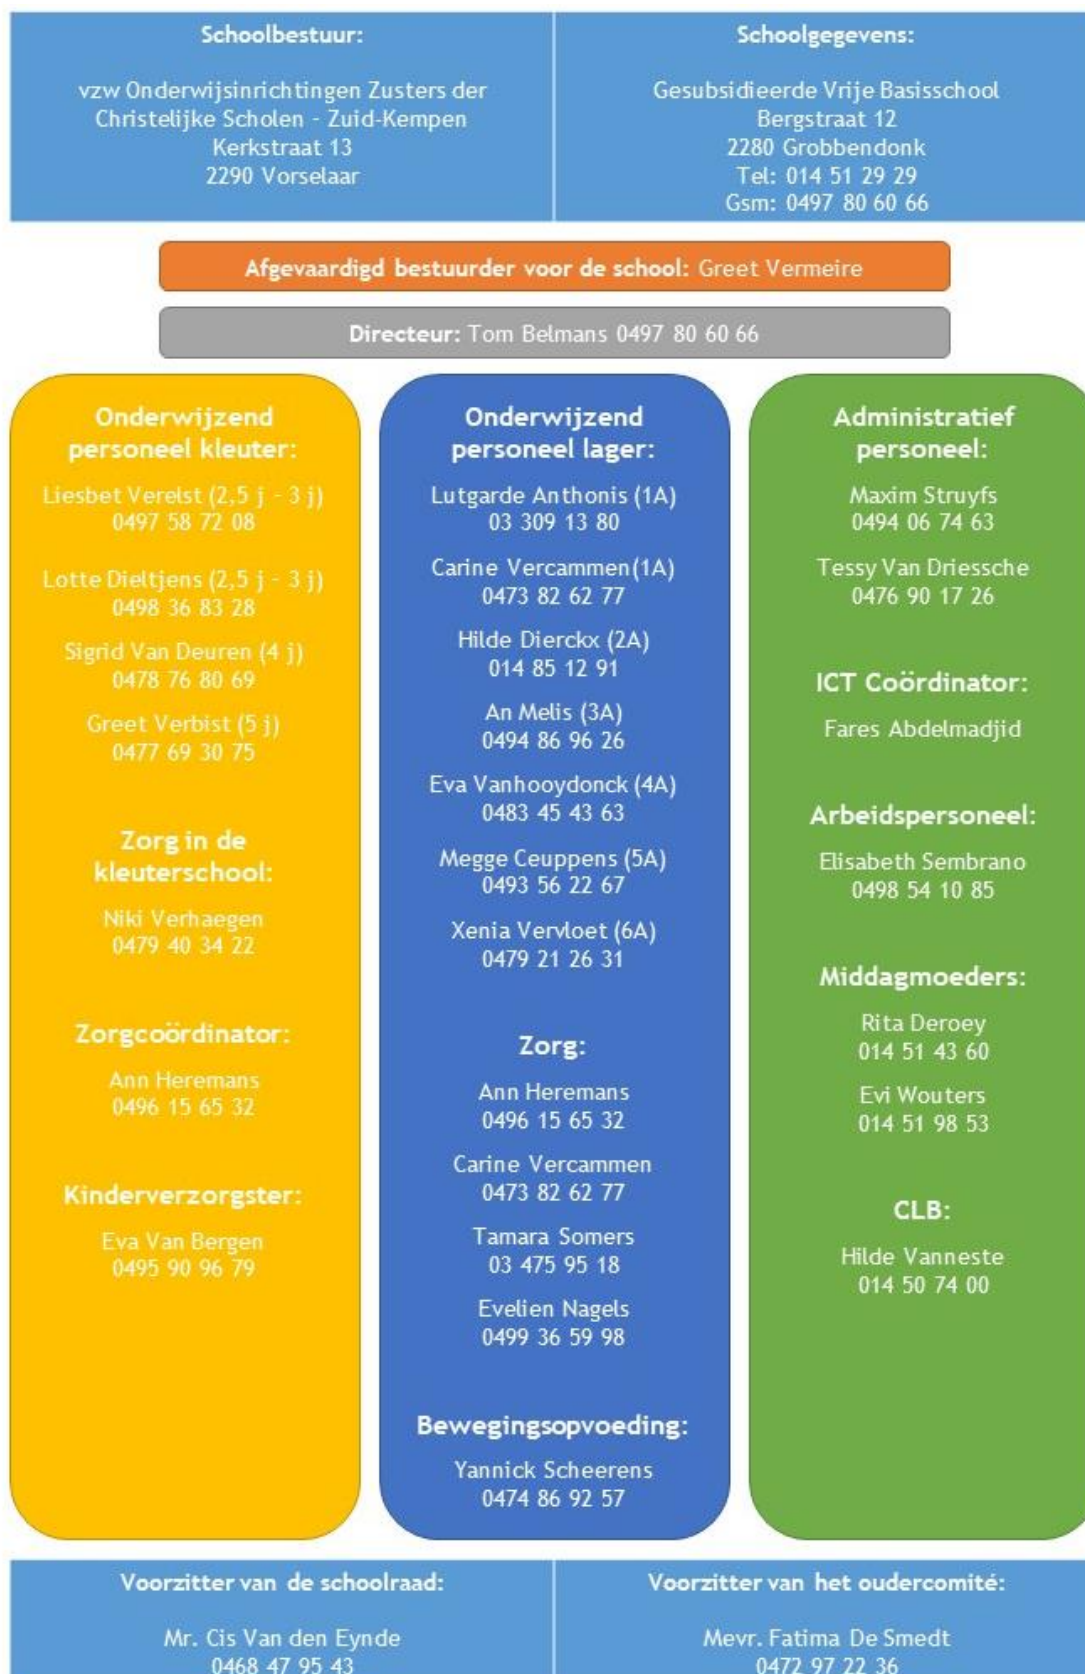 Schoolbestuur:
vzw Onderwijsinrichtingen Zusters der
Christelijke Scholen - Zuid-Kempen
Kerkstraat 13
2290 Vorselaar
Schoolgegevens:
Gesubsidieerde Vrije Basisschool
Bergstraat 12
2280 Grobbendonk
Tel: 014 51 29 29
Gsm: 0497 80 60 66
Afgevaardigd bestuurder voor de school: Greet Vermeire
Directeur: Tom Belmans 0497 80 60 66
Onderwijzend
personeel kleuter:
Liesbet Verelst (2,5 j - 3 j)
0497 58 72 08
Lotte Dieltjens (2,5 j - 3 j)
0498 36 83 28
Sigrid Van Deuren (4 j)
0478 76 80 69
Greet Verbist (5 j)
0477 69 30 75
Zorg in de
kleuterschool:
Niki Verhaegen
0479 40 34 22
Zorgcoördinator:
Ann Heremans
0496 15 65 32
Kinderverzorgster:
Eva Van Bergen
0495 90 96 79
Onderwijzend
personeel lager:
Lutgarde Anthonis (1A)
03 309 13 80
Carine Vercammen(1A)
0473 82 62 77
Hilde Dierckx (2A)
014 85 12 91
An Melis (3A)
0494 86 96 26
Eva Vanhooydonck (4A)
0483 45 43 63
Megge Ceuppens (5A)
0493 56 22 67
Xenia Vervloet (6A)
0479 21 26 31
Zorg:
Ann Heremans
0496 15 65 32
Carine Vercammen
0473 82 62 77
Tamara Somers
03 475 95 18
Evelien Nagels
0499 36 59 98
Bewegingsopvoeding:
Yannick Scheerens
0474 86 92 57
Administratief
personeel:
Maxim Struyfs
0494 06 74 63
Tessy Van Driessche
0476 90 17 26
ICT Coördinator:
Fares Abdelmadjid
Arbeidspersoneel:
Elisabeth Sembrano
0498 54 10 85
Middagmoeders:
Rita Deroey
014 51 43 60
Evi Wouters
014 51 98 53
CLB:
Hilde Vanneste
014 50 74 00
Voorzitter van de schoolraad:
Mr. Cis Van den Eynde
0468 47 95 43
Voorzitter van het oudercomité:
Mevr. Fatima De Smedt
0472 97 22 36